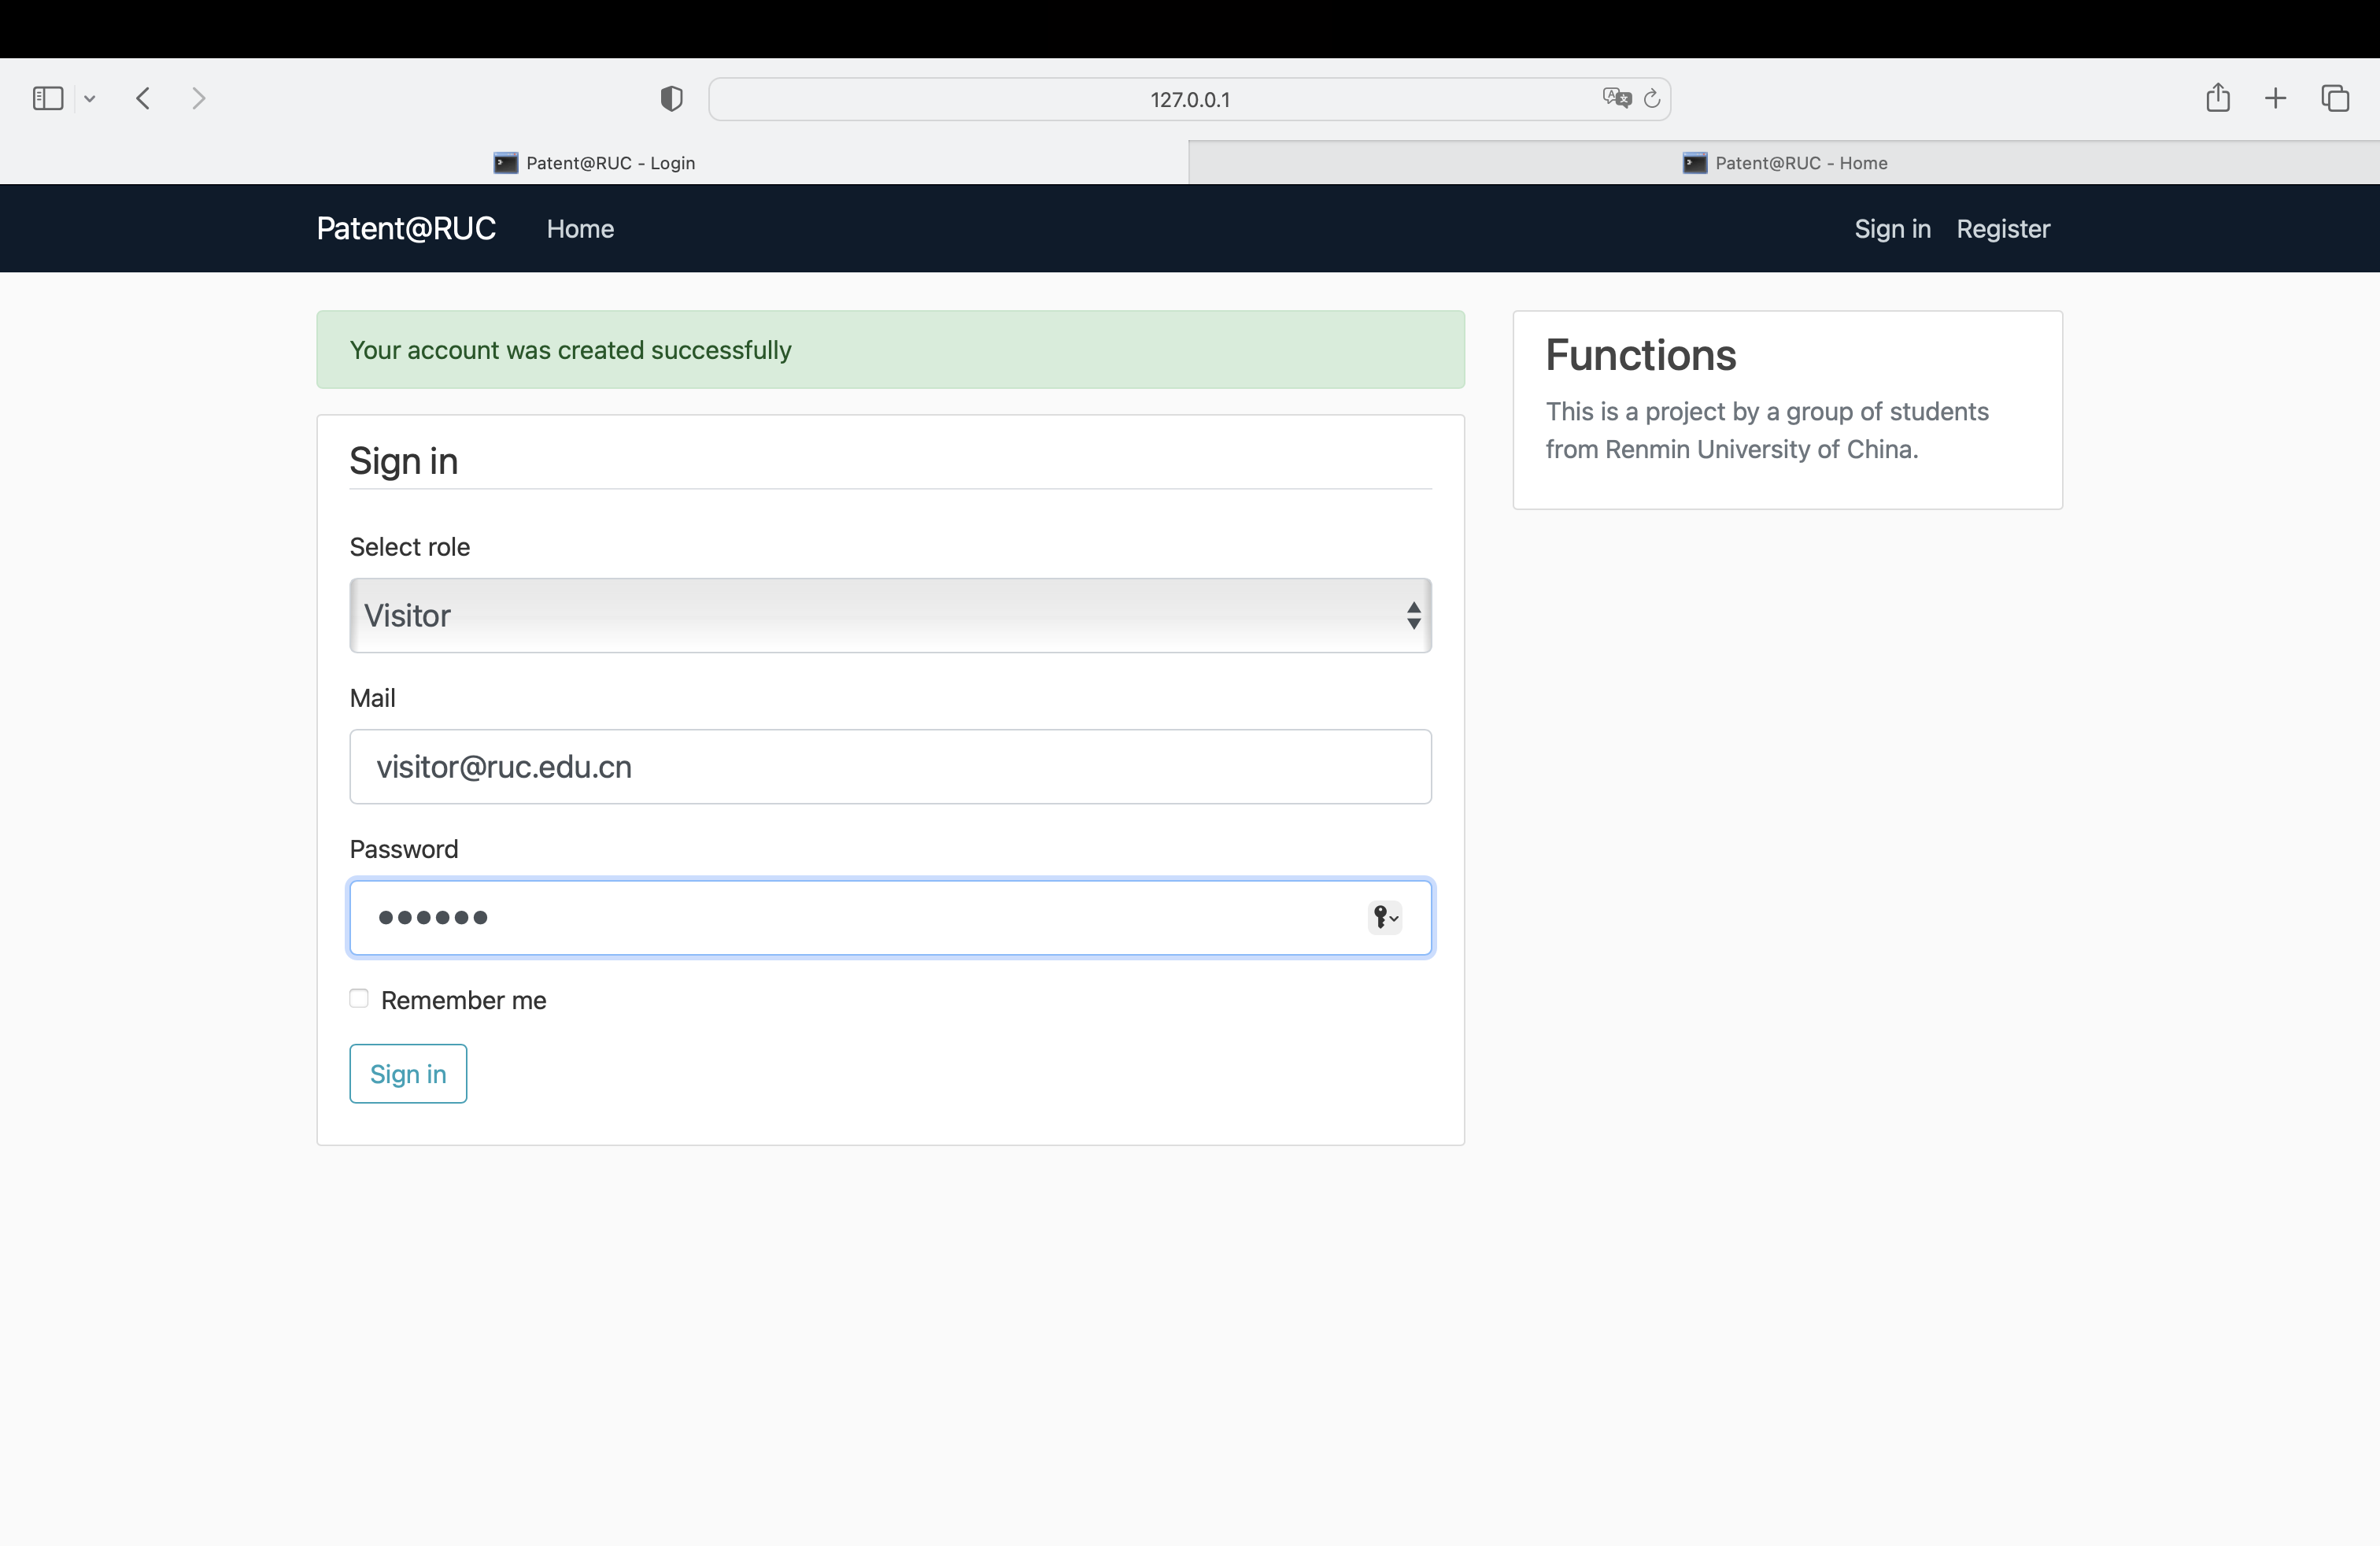 127.0.0.1
Patent@RUC - Login
Patent@RUC - Home
Patent@RUC Home Sign in Register
Your account was created successfully
Sign in
Select role
Visitor
Mail
visitor@ruc.edu.cn
Password
●●●●●●
Remember me
Sign in
Functions
This is a project by a group of students
from Renmin University of China.